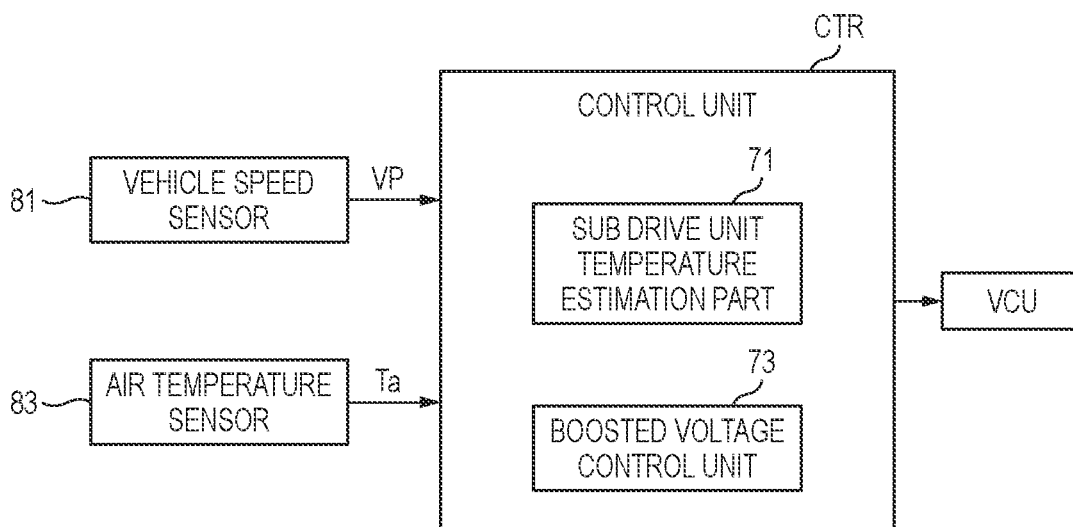 CTR
CONTROL UNIT
81
VEHICLE SPEED
SENSOR
VP
71
SUB DRIVE UNIT
TEMPERATURE
ESTIMATION PART
VCU
83
AIR TEMPERATURE
SENSOR
Ta
73
BOOSTED VOLTAGE
CONTROL UNIT